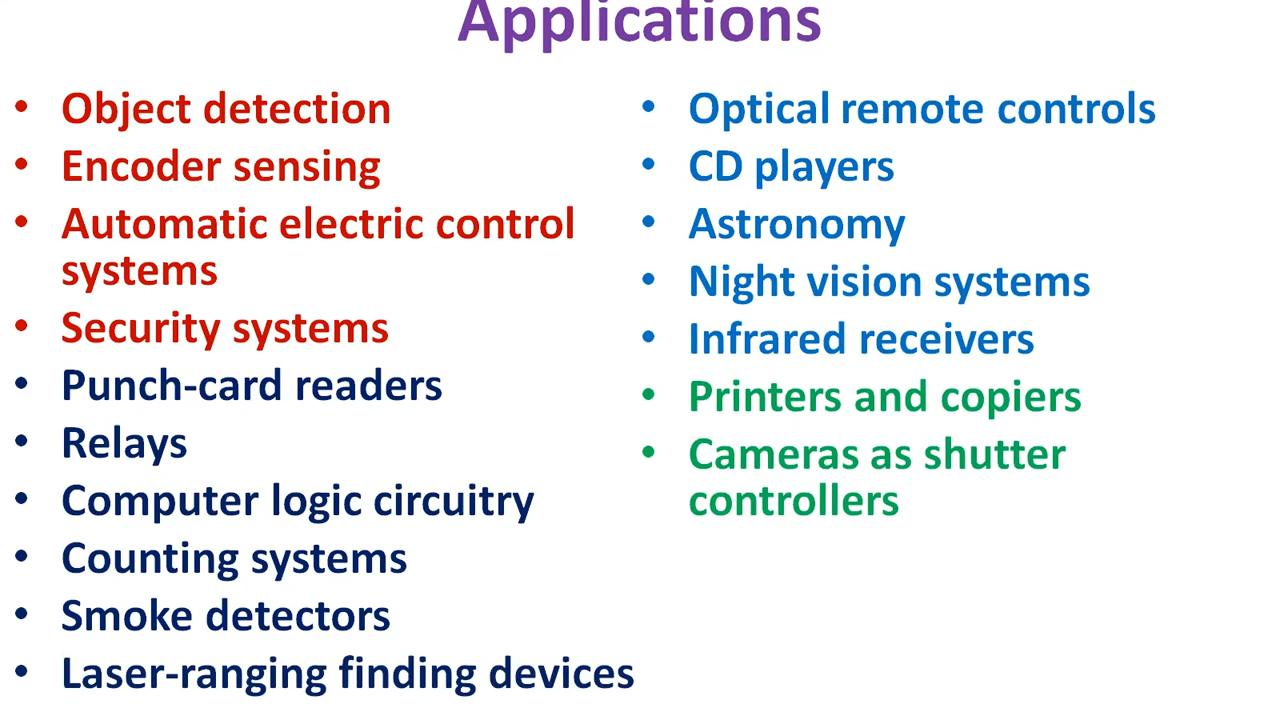 Applications
• Object detection
• Encoder sensing
• Automatic electric control
systems
• Security systems
• Punch-card readers
• Relays
• Computer logic circuitry
• Counting systems
• Smoke detectors
• Laser-ranging finding devices
• Optical remote controls
• CD players
• Astronomy
• Night vision systems
• Infrared receivers
• Printers and copiers
• Cameras as shutter
controllers